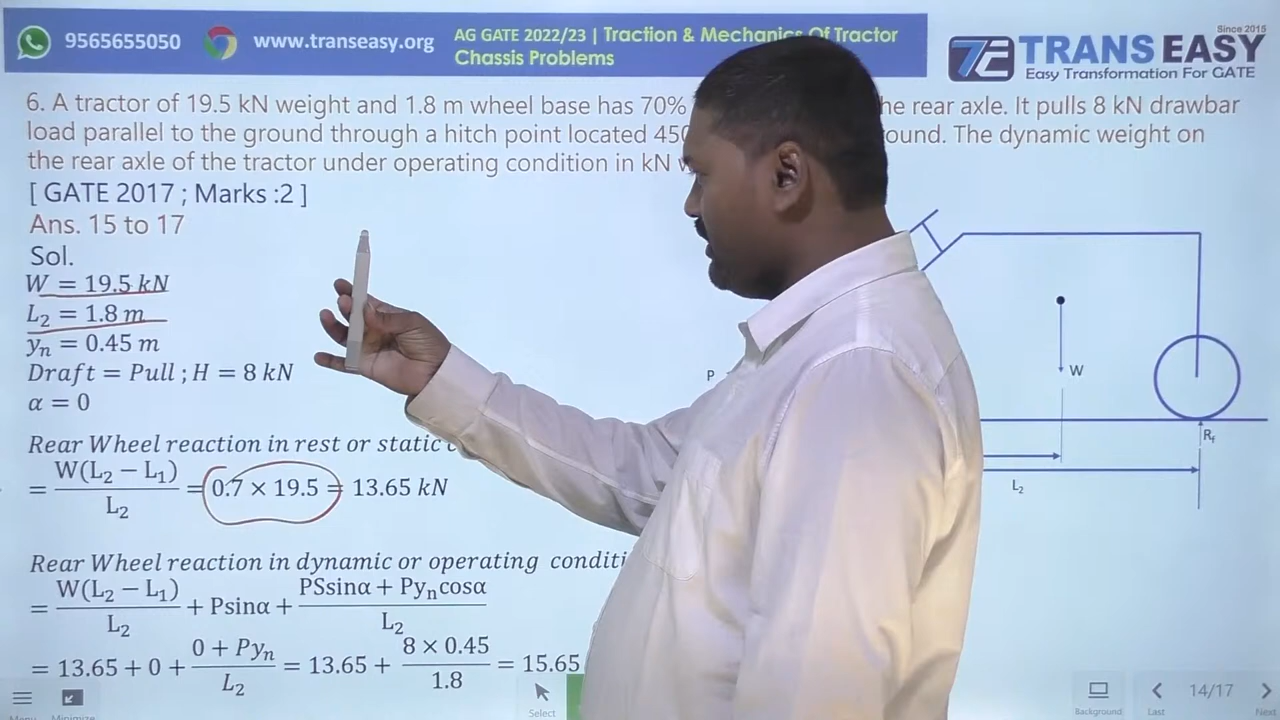 9565655050
www.transeasy.org
AG GATE 2022/23 | Traction & Mechanics Of Tractor
Chassis Problems
Since 2015
TRANS EASY
Easy Transformation For GATE
6. A tractor of 19.5 kN weight and 1.8 m wheel base has 70% he rear axle. It pulls 8 kN drawbar
load parallel to the ground through a hitch point located 450 ound. The dynamic weight on
the rear axle of the tractor under operating condition in kN
[ GATE 2017 ; Marks :2 ]
Ans. 15 to 17
Sol.
W = 19.5 kN
L₂ = 1.8 m
yₙ = 0.45 m
Draft = Pull ; H = 8 kN
α = 0
Rear Wheel reaction in rest or static
= W(L₂ − L₁) / L₂ = 0.7 × 19.5 = 13.65 kN
Rear Wheel reaction in dynamic or operating conditi
= W(L₂ − L₁) / L₂ + Psinα + PSsinα + Pyₙcosα / L₂
= 13.65 + 0 + 0 + Pyₙ / L₂ = 13.65 + 8 × 0.45 / 1.8 = 15.65
P
W
R_f
L₂
Menu
Minimize
Select
Background
Last
14/17
Next